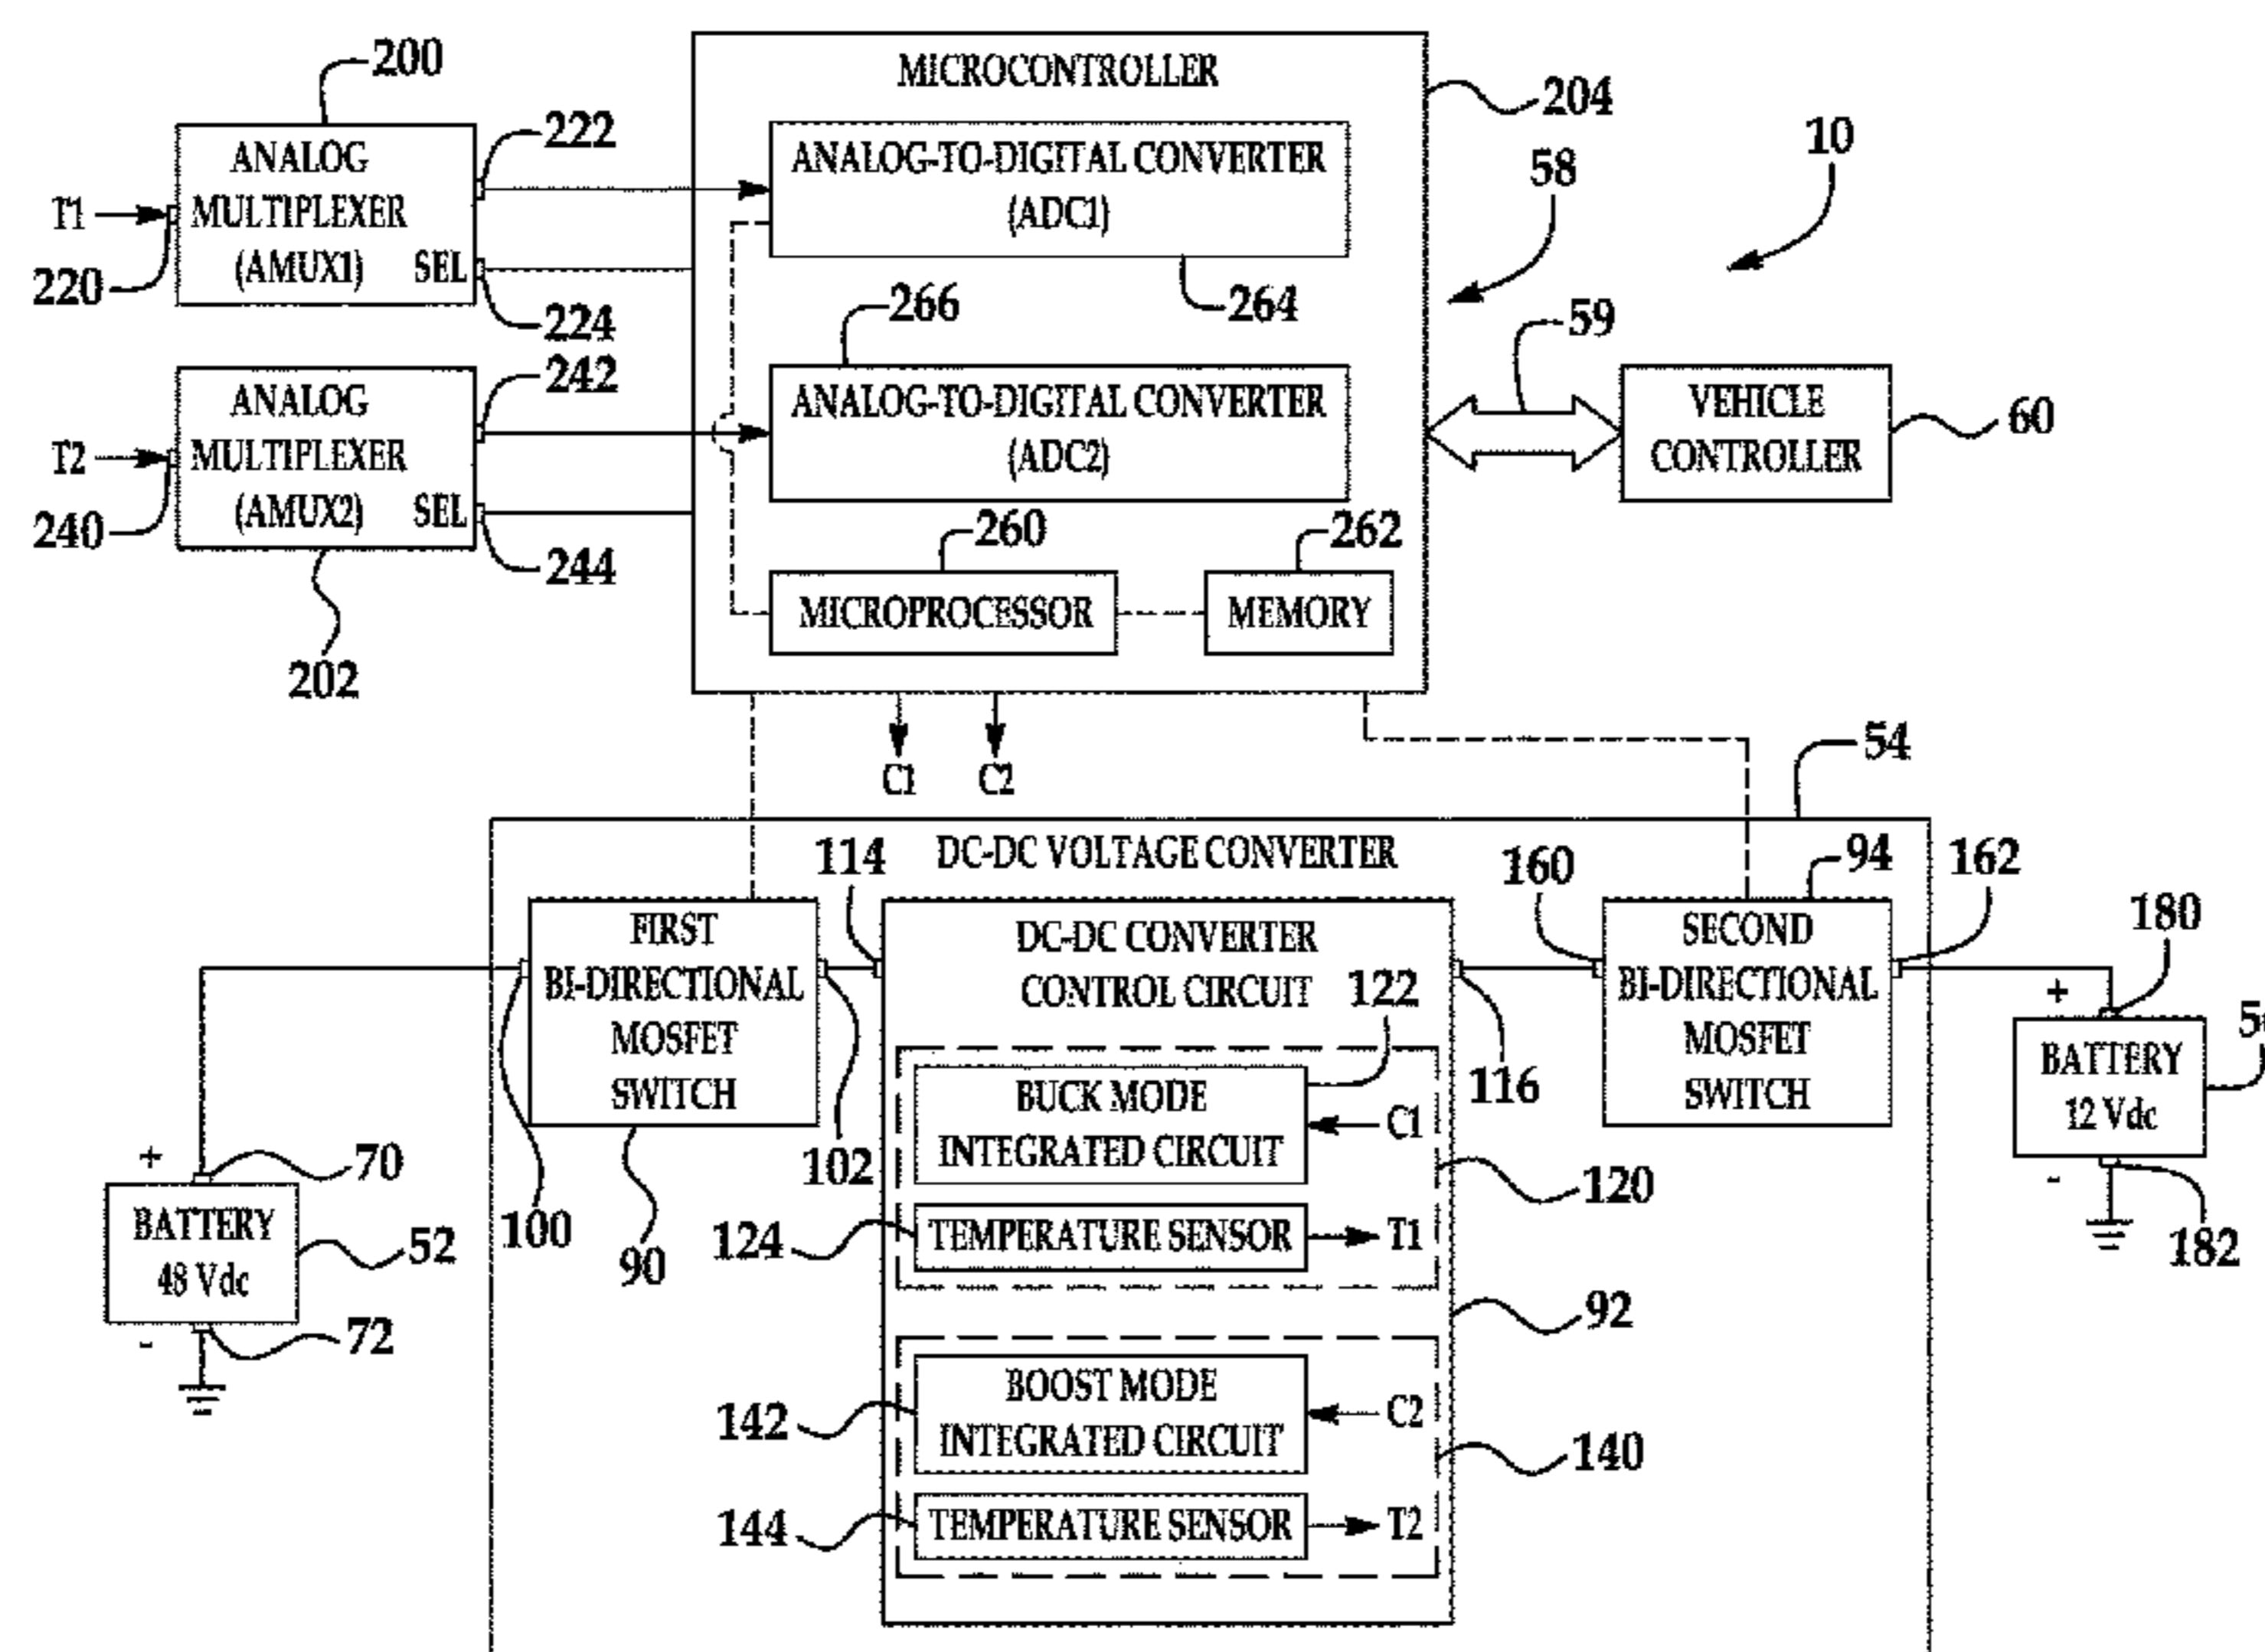 200
MICROCONTROLLER
204
ANALOG
MULTIPLEXER
(AMUX1)
SEL
222
T1
220
224
ANALOG-TO-DIGITAL CONVERTER
(ADC1)
264
58
10
266
59
ANALOG
MULTIPLEXER
(AMUX2)
SEL
242
T2
240
244
202
ANALOG-TO-DIGITAL CONVERTER
(ADC2)
VEHICLE
CONTROLLER
60
260
262
MICROPROCESSOR
MEMORY
C1
C2
54
DC-DC VOLTAGE CONVERTER
114
160
94
162
180
FIRST
BI-DIRECTIONAL
MOSFET
SWITCH
DC-DC CONVERTER
CONTROL CIRCUIT
122
SECOND
BI-DIRECTIONAL
MOSFET
SWITCH
+
BATTERY
12 Vdc
-
182
116
BUCK MODE
INTEGRATED CIRCUIT
C1
120
+
70
BATTERY
48 Vdc
52
-
72
100
90
102
124
TEMPERATURE SENSOR
T1
92
BOOST MODE
INTEGRATED CIRCUIT
C2
142
140
144
TEMPERATURE SENSOR
T2